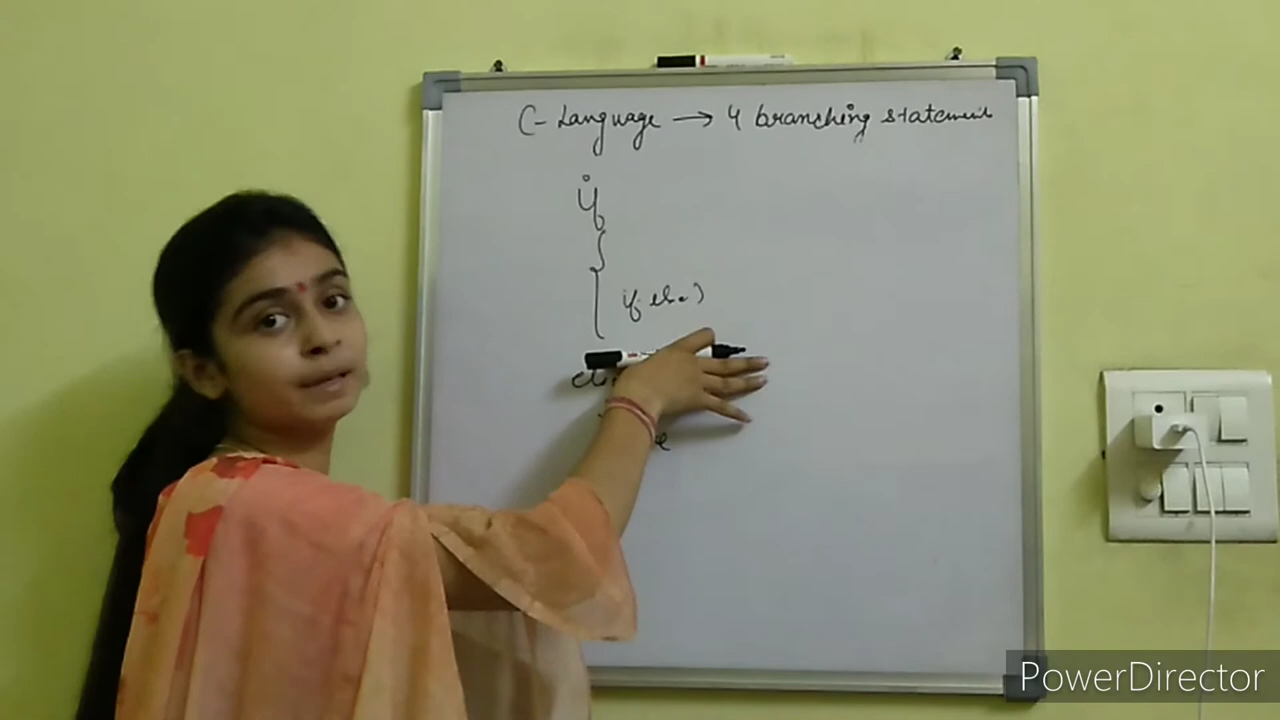 C-Language → 4 branching statement
if
{
{ if else }
PowerDirector